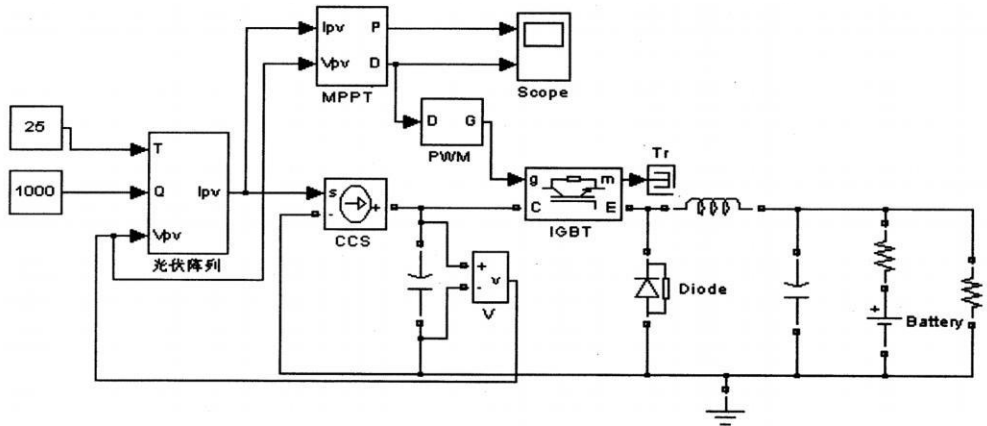 Ipv P
Vpv D
MPPT
Scope
25
1000
T
Q Ipv
Vpv
光伏阵列
D G
PWM
s
- +
CCS
g m
C E
IGBT
Tr
+
- v
V
Diode
+
Battery